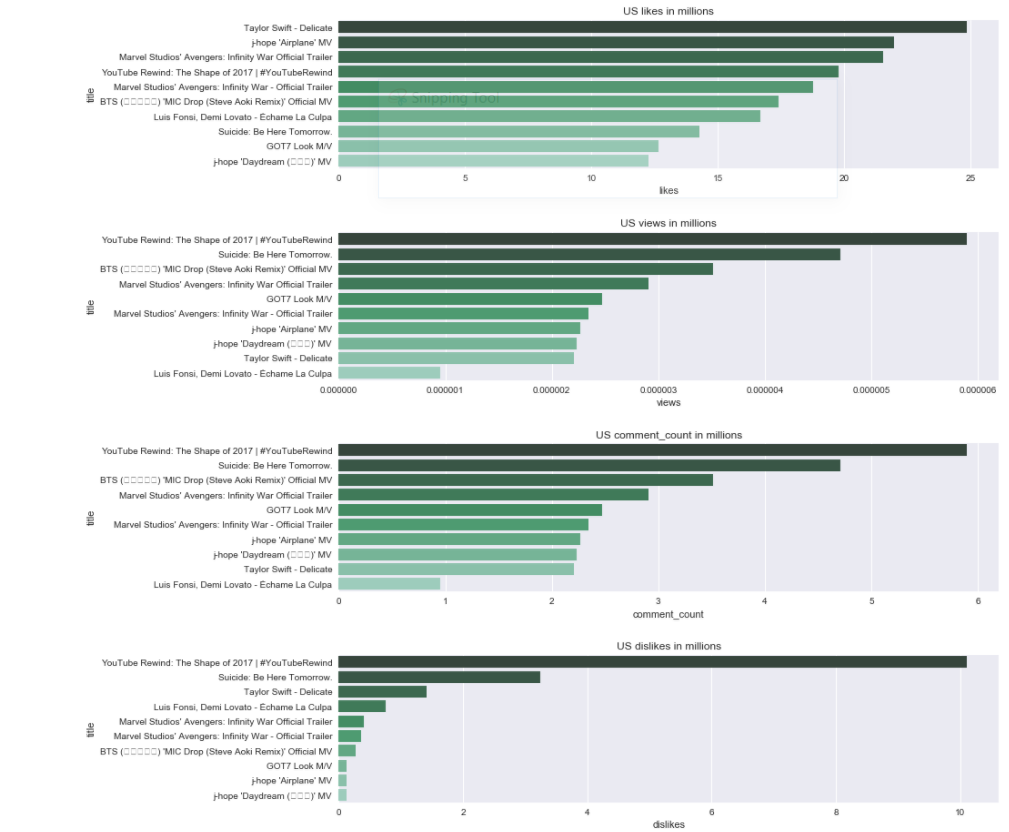 US likes in millions
Taylor Swift - Delicate
j-hope 'Airplane' MV
Marvel Studios' Avengers: Infinity War Official Trailer
YouTube Rewind: The Shape of 2017 | #YouTubeRewind
Marvel Studios' Avengers: Infinity War - Official Trailer
Snipping Tool
BTS (□□□□□) 'MIC Drop (Steve Aoki Remix)' Official MV
Luis Fonsi, Demi Lovato - Échame La Culpa
Suicide: Be Here Tomorrow.
GOT7 Look M/V
j-hope 'Daydream (□□□)' MV
title
0 5 10 15 20 25
likes
US views in millions
YouTube Rewind: The Shape of 2017 | #YouTubeRewind
Suicide: Be Here Tomorrow.
BTS (□□□□□) 'MIC Drop (Steve Aoki Remix)' Official MV
Marvel Studios' Avengers: Infinity War Official Trailer
GOT7 Look M/V
Marvel Studios' Avengers: Infinity War - Official Trailer
j-hope 'Airplane' MV
j-hope 'Daydream (□□□)' MV
Taylor Swift - Delicate
Luis Fonsi, Demi Lovato - Échame La Culpa
title
0.000000 0.000001 0.000002 0.000003 0.000004 0.000005 0.000006
views
US comment_count in millions
YouTube Rewind: The Shape of 2017 | #YouTubeRewind
Suicide: Be Here Tomorrow.
BTS (□□□□□) 'MIC Drop (Steve Aoki Remix)' Official MV
Marvel Studios' Avengers: Infinity War Official Trailer
GOT7 Look M/V
Marvel Studios' Avengers: Infinity War - Official Trailer
j-hope 'Airplane' MV
j-hope 'Daydream (□□□)' MV
Taylor Swift - Delicate
Luis Fonsi, Demi Lovato - Échame La Culpa
title
0 1 2 3 4 5 6
comment_count
US dislikes in millions
YouTube Rewind: The Shape of 2017 | #YouTubeRewind
Suicide: Be Here Tomorrow.
Taylor Swift - Delicate
Luis Fonsi, Demi Lovato - Échame La Culpa
Marvel Studios' Avengers: Infinity War Official Trailer
Marvel Studios' Avengers: Infinity War - Official Trailer
BTS (□□□□□) 'MIC Drop (Steve Aoki Remix)' Official MV
GOT7 Look M/V
j-hope 'Airplane' MV
j-hope 'Daydream (□□□)' MV
title
0 2 4 6 8 10
dislikes